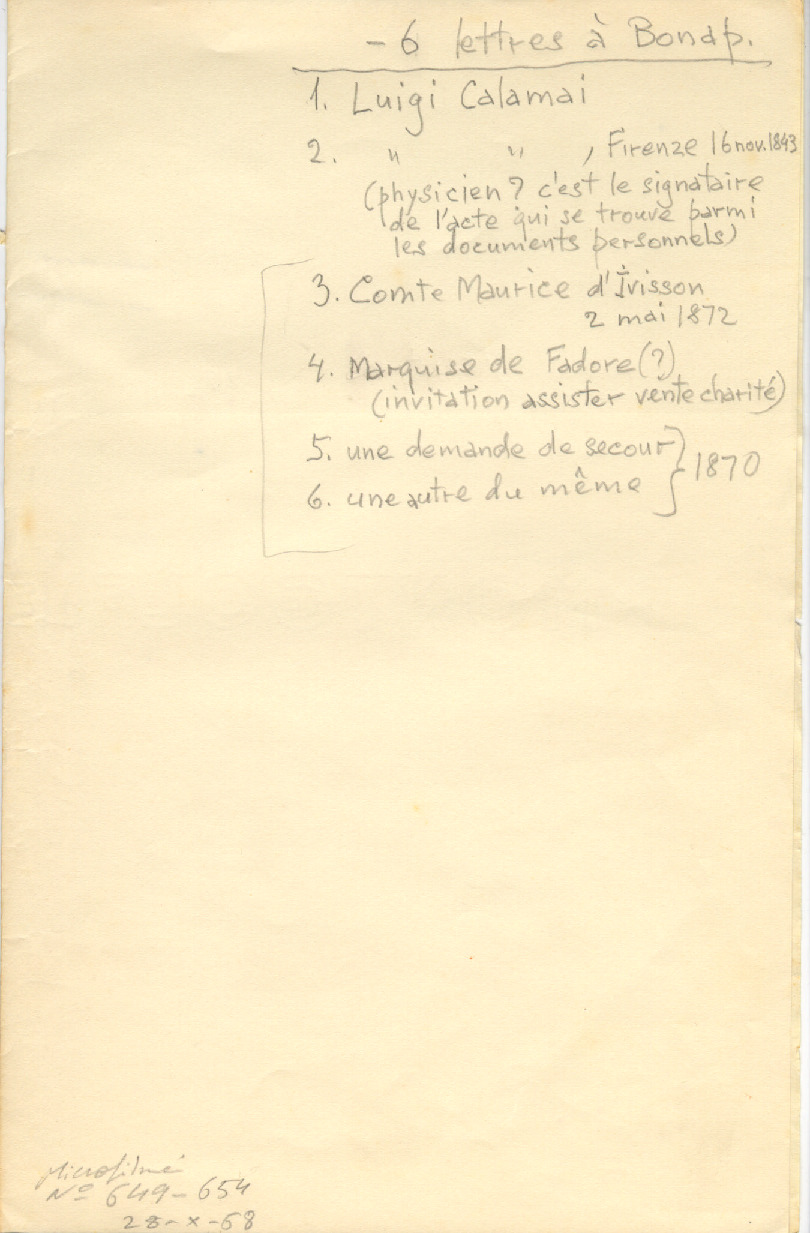 - 6 lettres à Bonap.
1. Luigi Calamai
2. " " , Firenze 16 nov. 1843
(physicien ? c'est le signataire
de l'acte qui se trouve parmi
les documents personnels)
3. Comte Maurice d'Irisson
2 mai 1872
4. Marquise de Fadore (?)
(invitation assister vente charité)
5. une demande de secour
6. une autre du même } 1870
Microfilmé
Nº 649-654
28-X-68